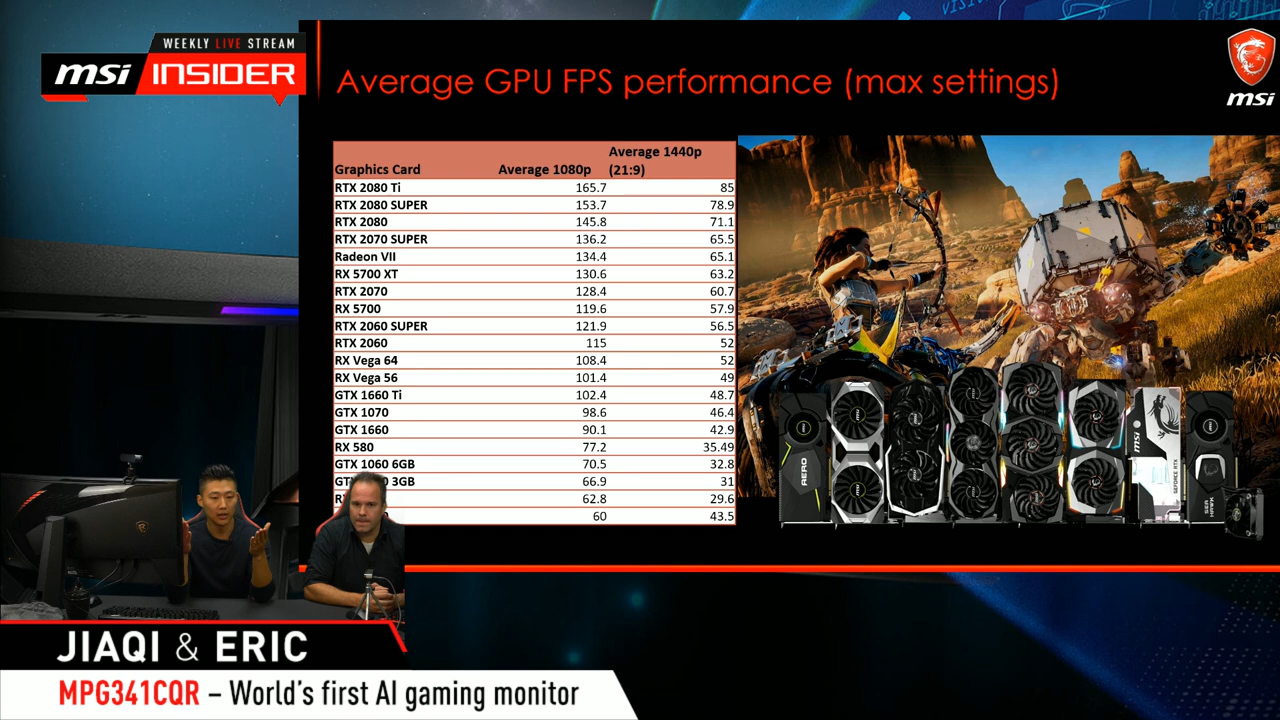 WEEKLY LIVE STREAM
msi INSIDER
Average GPU FPS performance (max settings)
msi
Graphics Card Average 1080p Average 1440p (21:9)
RTX 2080 Ti 165.7 85
RTX 2080 SUPER 153.7 78.9
RTX 2080 145.8 71.1
RTX 2070 SUPER 136.2 65.5
Radeon VII 134.4 65.1
RX 5700 XT 130.6 63.2
RTX 2070 128.4 60.7
RX 5700 119.6 57.9
RTX 2060 SUPER 121.9 56.5
RTX 2060 115 52
RX Vega 64 108.4 52
RX Vega 56 101.4 49
GTX 1660 Ti 102.4 48.7
GTX 1070 98.6 46.4
GTX 1660 90.1 42.9
RX 580 77.2 35.49
GTX 1060 6GB 70.5 32.8
3GB 66.9 31
62.8 29.6
60 43.5
AERO
msi
GEFORCE RTX
JIAQI & ERIC
MPG341CQR – World's first AI gaming monitor